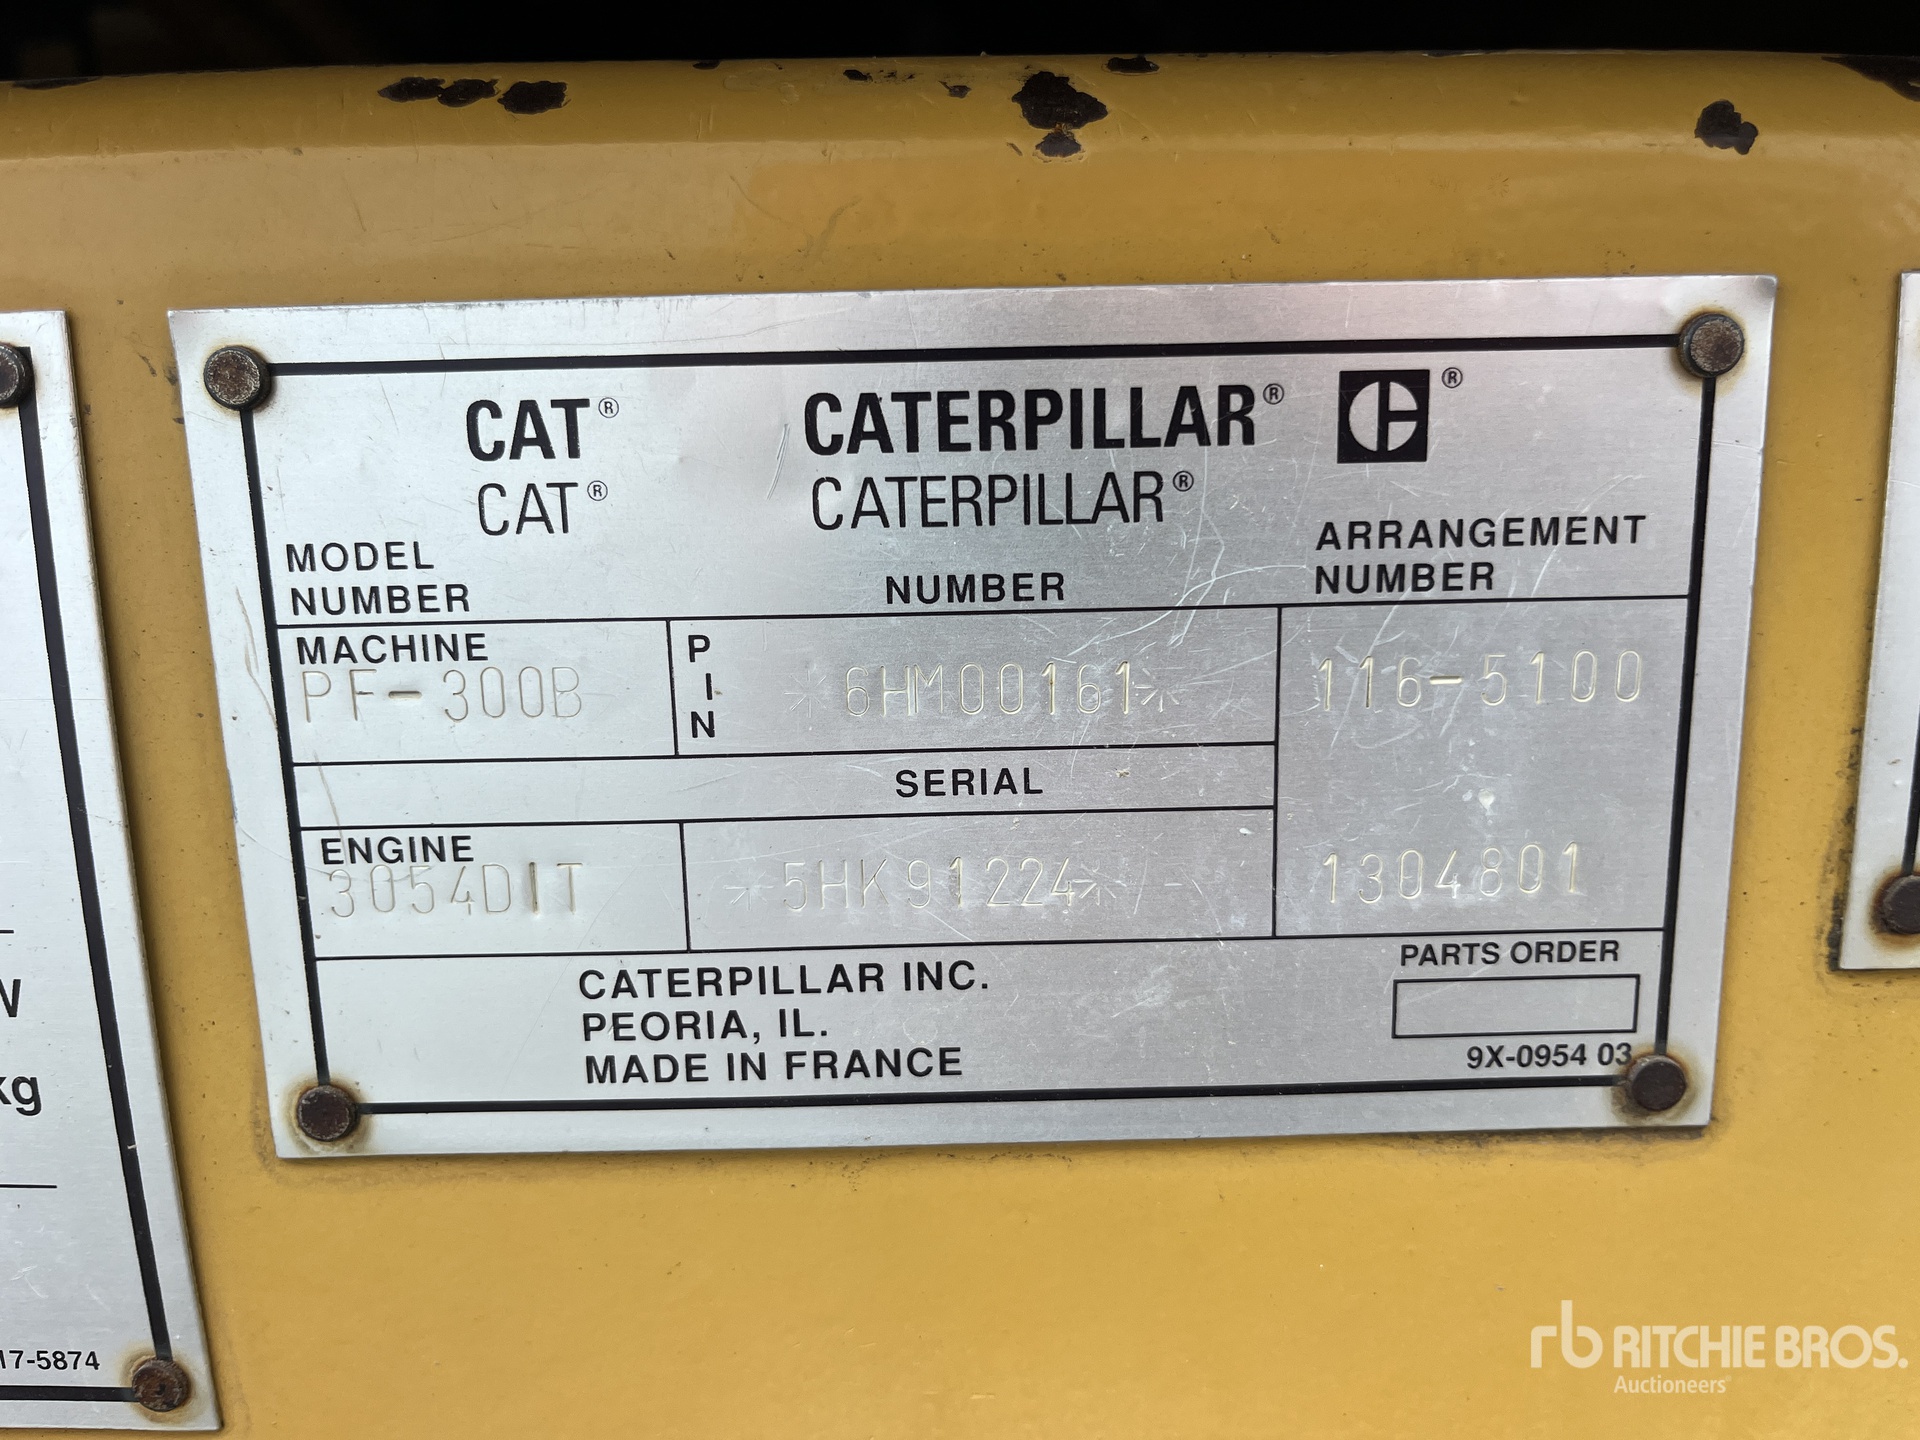 CAT® CATERPILLAR® ®
CAT® CATERPILLAR®
MODEL NUMBER
NUMBER
ARRANGEMENT NUMBER
MACHINE
PF-300B
PIN
*6HM00161*
116-5100
SERIAL
ENGINE
3054DIT
*5HK91224* / -
1304801
CATERPILLAR INC.
PEORIA, IL.
MADE IN FRANCE
PARTS ORDER
9X-0954 03
kg
17-5874
rb RITCHIE BROS.
Auctioneers